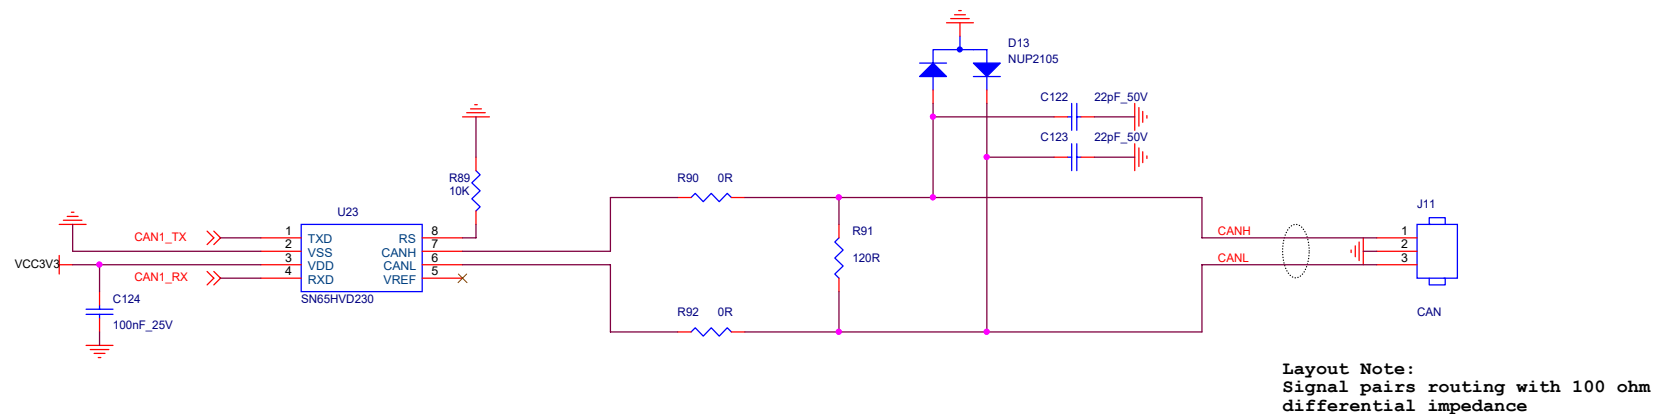 D13
NUP2105
C122 22pF_50V
C123 22pF_50V
R89
10K
R90 0R
J11
U23
R91
120R
CAN1_TX
1 TXD RS 8
2 VSS CANH 7
VCC3V3 3 VDD CANL 6
CAN1_RX 4 RXD VREF 5
SN65HVD230
CANH 1
2
CANL 3
C124
100nF_25V
R92 0R
CAN
Layout Note:
Signal pairs routing with 100 ohm
differential impedance